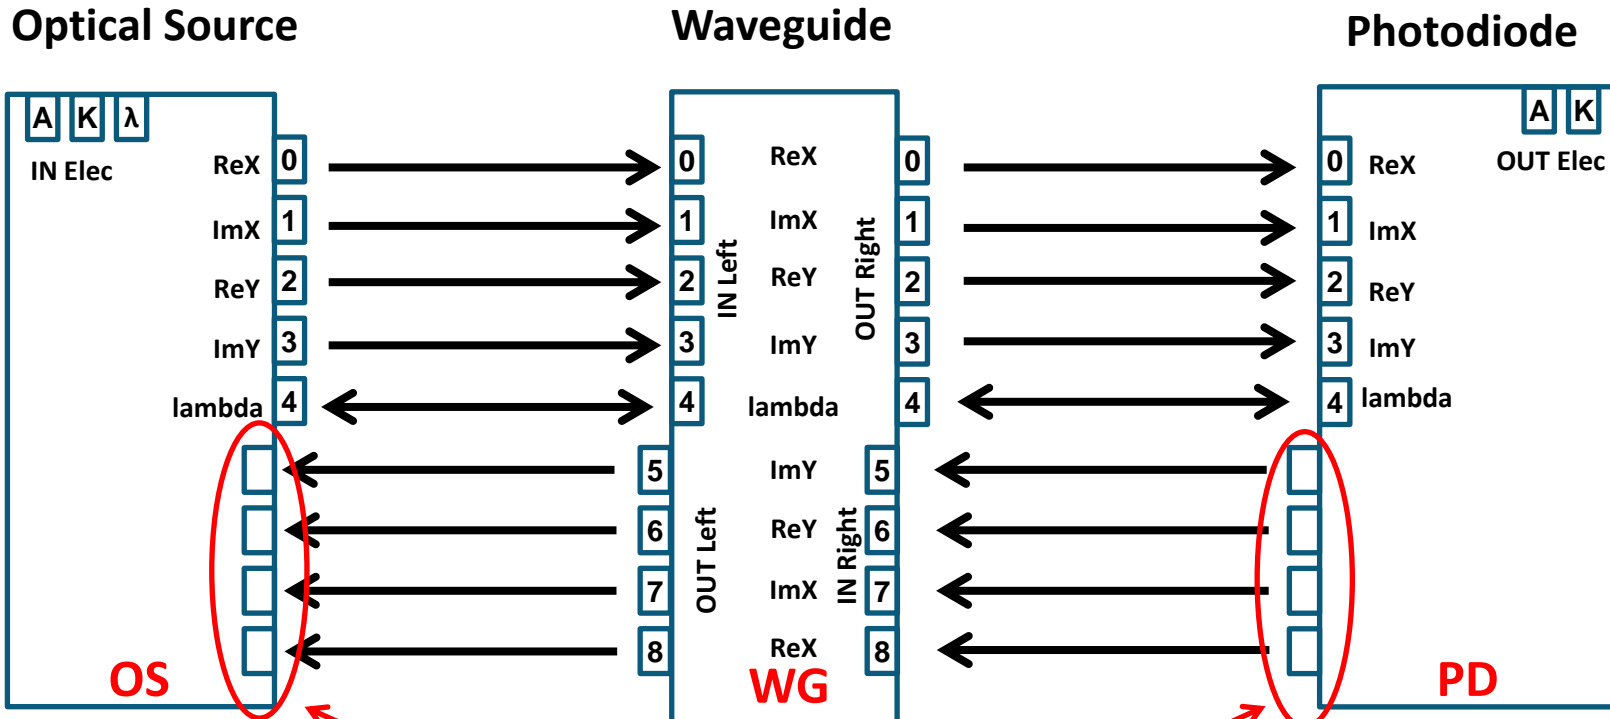 Optical Source
Waveguide
Photodiode
A K λ
IN Elec
ReX 0
ImX 1
ReY 2
ImY 3
lambda 4
OS
0 ReX 0
1 ImX 1
2 ReY 2
3 ImY 3
4 lambda 4
5 ImY 5
6 ReY 6
7 ImX 7
8 ReX 8
IN Left
OUT Right
OUT Left
IN Right
WG
A K
OUT Elec
0 ReX
1 ImX
2 ReY
3 ImY
4 lambda
PD